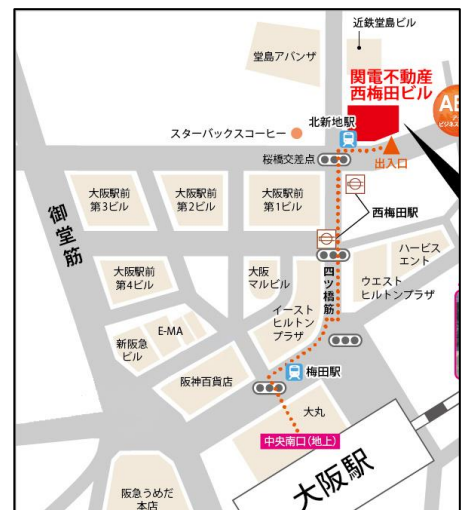 近鉄堂島ビル
堂島アバンザ
関電不動産
西梅田ビル
北新地駅
スターバックスコーヒー
桜橋交差点
出入口
大阪駅前
第3ビル
大阪駅前
第2ビル
大阪駅前
第1ビル
西梅田駅
御堂筋
大阪駅前
第4ビル
大阪
マルビル
四ツ橋筋
ハービス
エント
ウエスト
ヒルトンプラザ
イースト
ヒルトン
プラザ
E-MA
新阪急
ビル
阪神百貨店
梅田駅
大丸
中央南口(地上)
大阪駅
阪急うめだ
本店